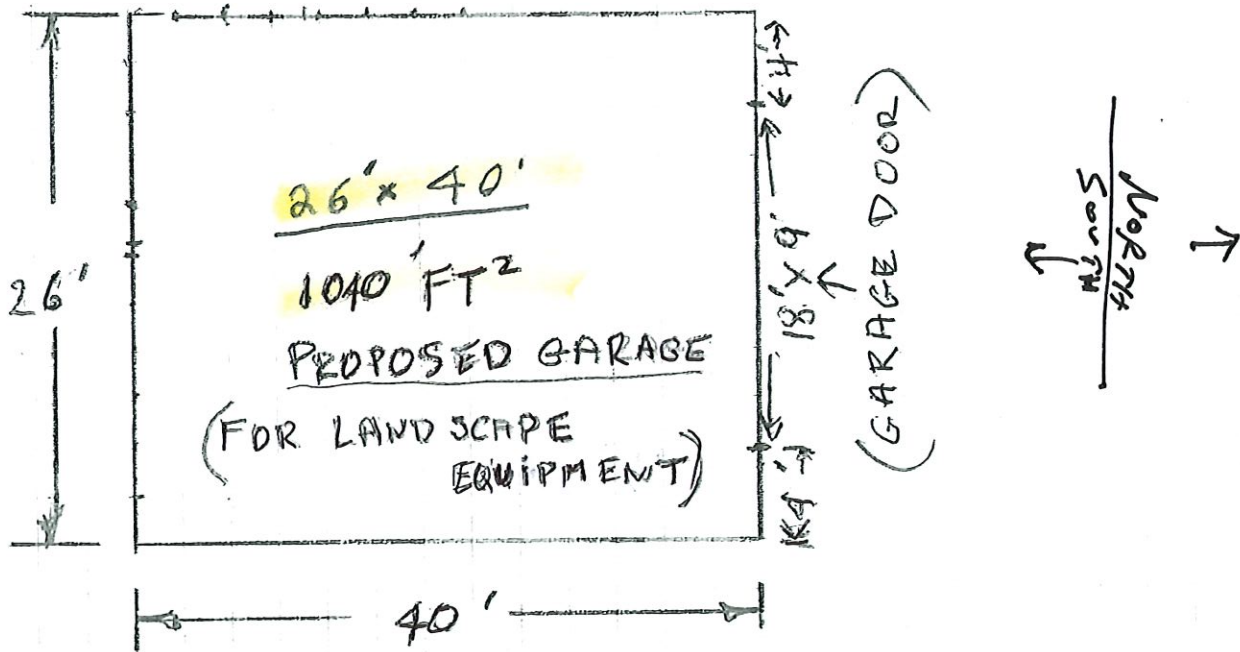 26' x 40'
1040' FT²
PROPOSED GARAGE
(FOR LANDSCAPE
EQUIPMENT)
26'
40'
4'
18' x 9'
4'
(GARAGE DOOR)
SOUTH
NORTH